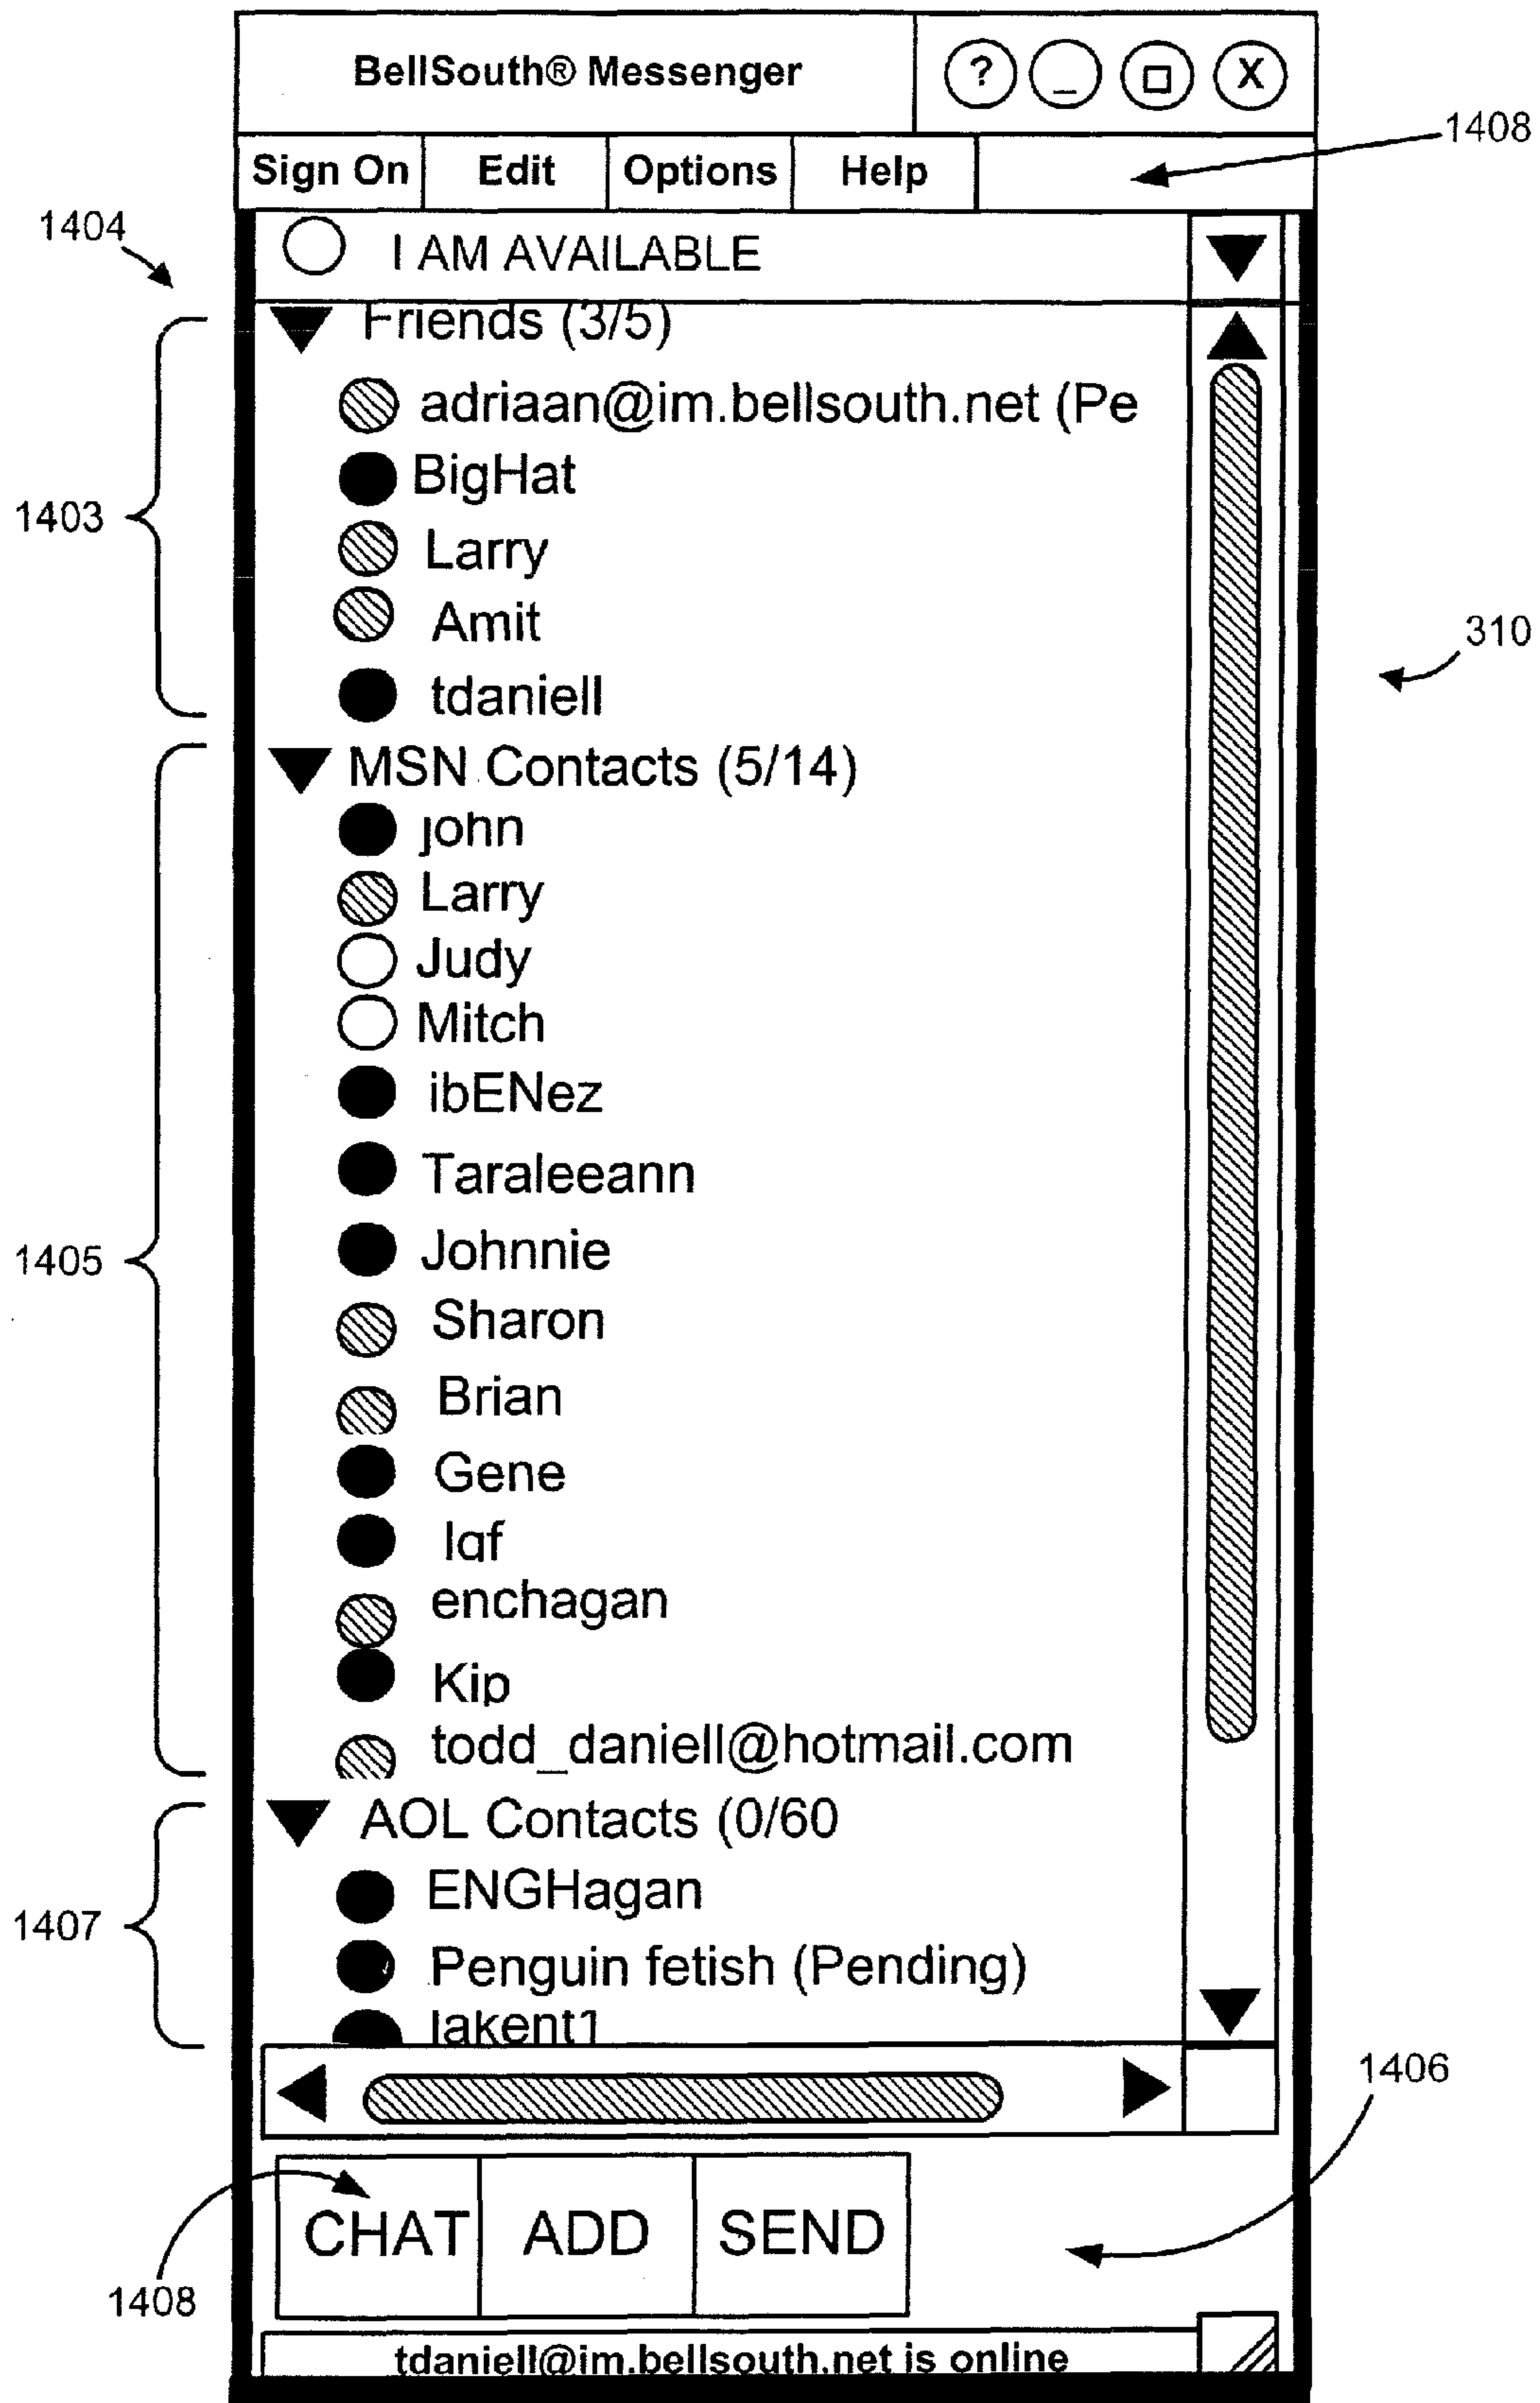 BellSouth® Messenger ? _ X
1408
Sign On Edit Options Help
1404
I AM AVAILABLE
Friends (3/5)
adriaan@im.bellsouth.net (Pe
BigHat
1403
Larry
Amit
310
tdaniell
MSN Contacts (5/14)
john
Larry
Judy
Mitch
ibENez
Taraleeann
1405
Johnnie
Sharon
Brian
Gene
enchagan
Kip
todd_daniell@hotmail.com
AOL Contacts (0/60
ENGHagan
1407
Penguin fetish (Pending)
lakent1
1406
CHAT ADD SEND
1408
tdaniell@im.bellsouth.net is online